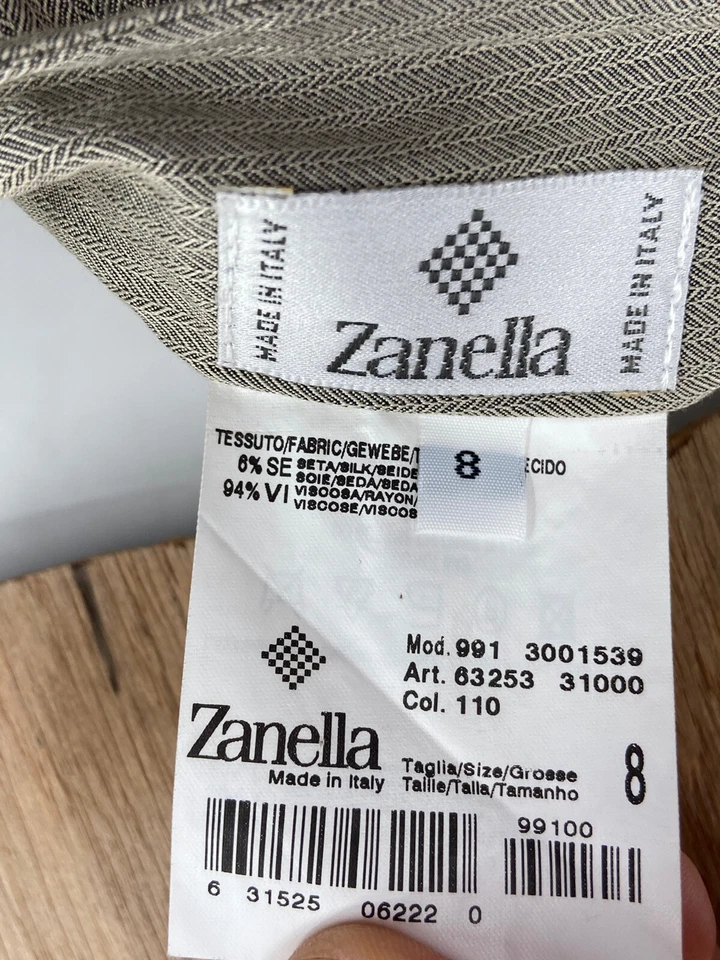 MADE IN ITALY
Zanella
MADE IN ITALY
TESSUTO/FABRIC/GEWEBE/
ECIDO
8
6% SE SETA/SILK/SEIDE
SOIE/SEDA/SEDA
94% VI VISCOSA/RAYON/
VISCOSE/VISCOS
Mod. 991 3001539
Art. 63253 31000
Col. 110
Zanella
Made in Italy
Taglia/Size/Grosse
Taille/Talla/Tamanho
8
99100
6 31525 06222 0